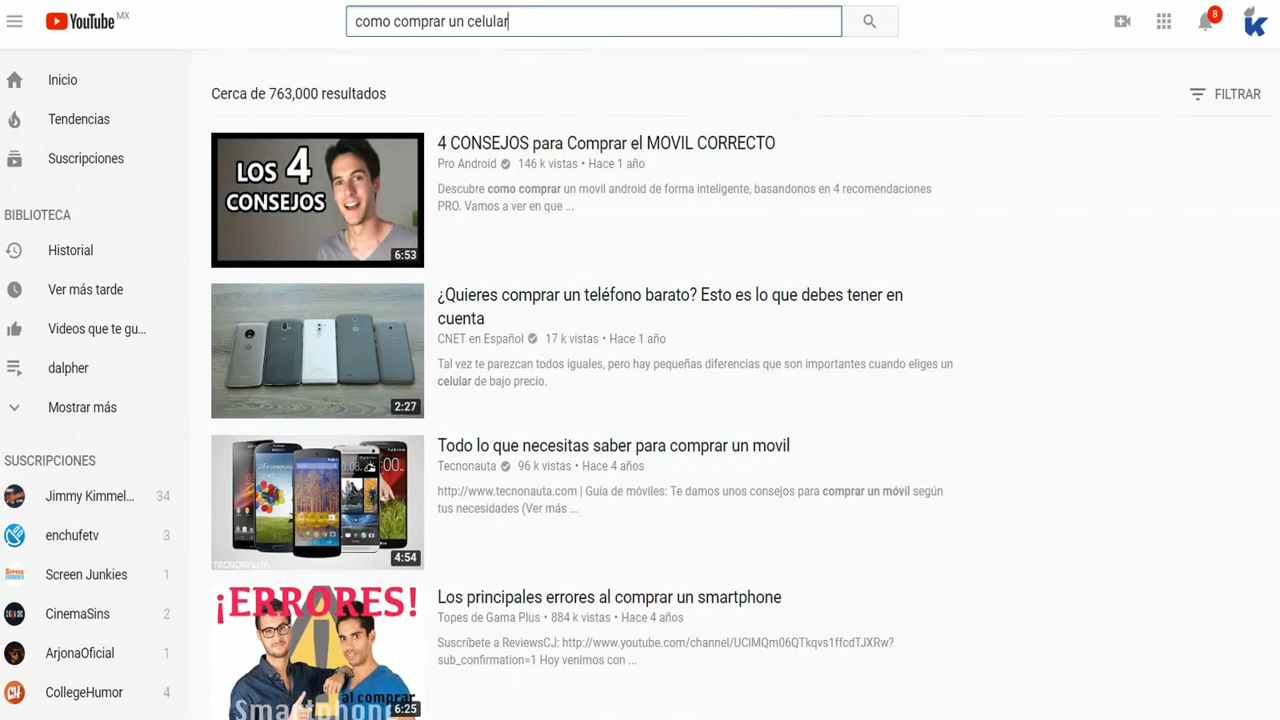 YouTube MX
como comprar un celular
8
Inicio
Tendencias
Suscripciones
BIBLIOTECA
Historial
Ver más tarde
Videos que te gu...
dalpher
Mostrar más
SUSCRIPCIONES
Jimmy Kimmel... 34
enchufetv 3
Screen Junkies 1
CinemaSins 2
ArjonaOficial 1
CollegeHumor 4
Cerca de 763,000 resultados
FILTRAR
LOS 4
CONSEJOS
6:53
4 CONSEJOS para Comprar el MOVIL CORRECTO
Pro Android 146 k vistas • Hace 1 año
Descubre como comprar un movil android de forma inteligente, basandonos en 4 recomendaciones
PRO. Vamos a ver en que ...
2:27
¿Quieres comprar un teléfono barato? Esto es lo que debes tener en
cuenta
CNET en Español 17 k vistas • Hace 1 año
Tal vez te parezcan todos iguales, pero hay pequeñas diferencias que son importantes cuando eliges un
celular de bajo precio.
TECNONAUTA
4:54
Todo lo que necesitas saber para comprar un movil
Tecnonauta 96 k vistas • Hace 4 años
http://www.tecnonauta.com | Guía de móviles: Te damos unos consejos para comprar un móvil según
tus necesidades (Ver más ...
¡ERRORES!
al comprar
Smartphone
6:25
Los principales errores al comprar un smartphone
Topes de Gama Plus • 884 k vistas • Hace 4 años
Suscríbete a ReviewsCJ: http://www.youtube.com/channel/UCIMQm06QTkqvs1ffcdTJXRw?
sub_confirmation=1 Hoy venimos con ...